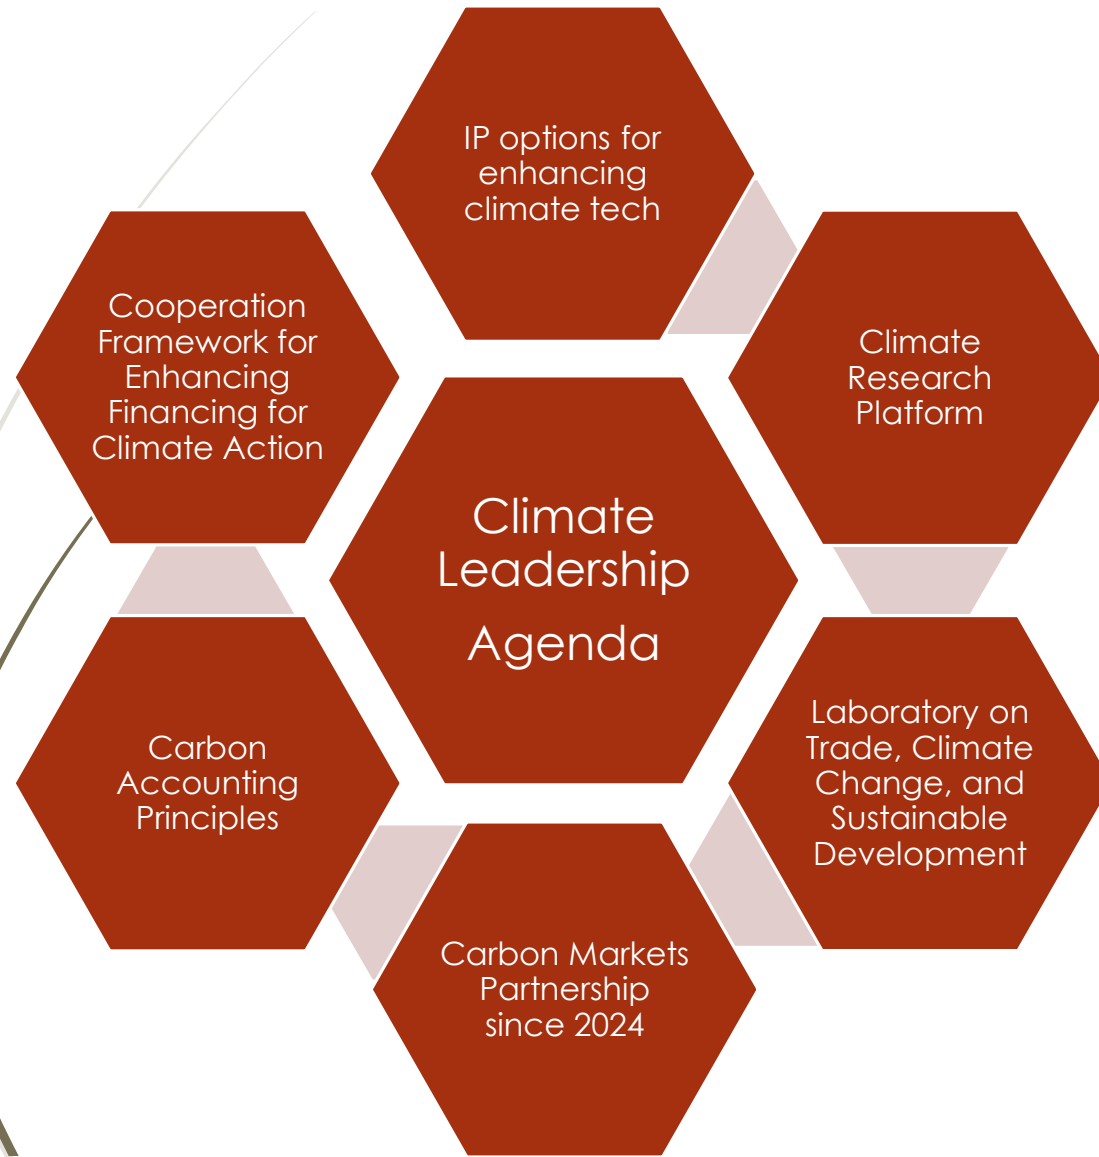 IP options for
enhancing
climate tech
Climate
Research
Platform
Laboratory on
Trade, Climate
Change, and
Sustainable
Development
Carbon Markets
Partnership
since 2024
Carbon
Accounting
Principles
Cooperation
Framework for
Enhancing
Financing for
Climate Action
Climate
Leadership
Agenda